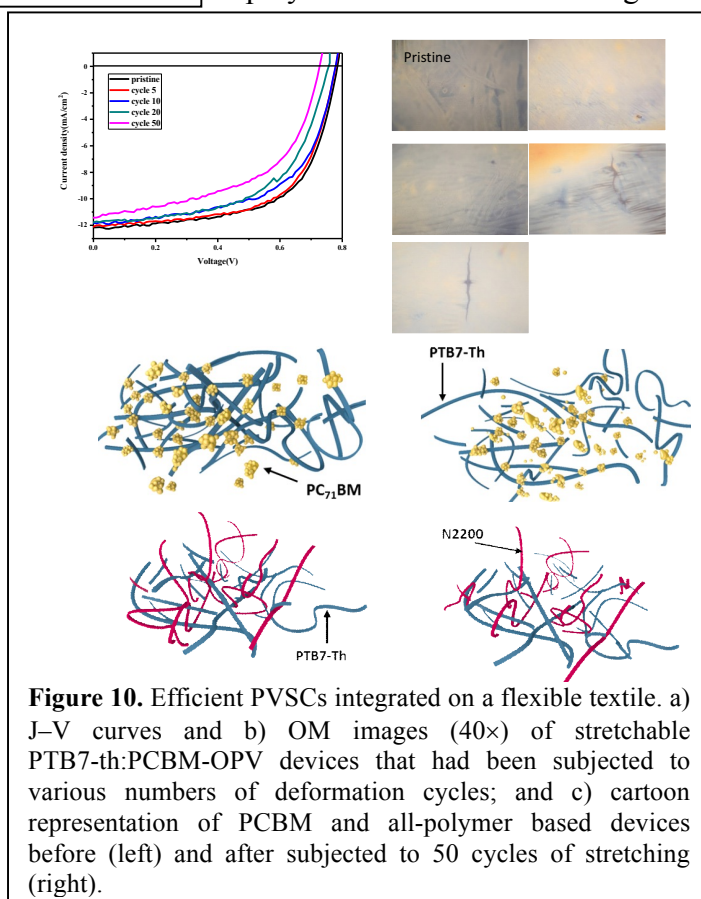 pristine
cycle 5
cycle 10
cycle 20
cycle 50
0
-2
-4
-6
-8
-10
-12
Current density(mA/cm²)
0.0 0.2 0.4 0.6 0.8
Voltage(V)
Pristine
PTB7-Th
PC₇₁BM
N2200
PTB7-Th
Figure 10. Efficient PVSCs integrated on a flexible textile. a)
J–V curves and b) OM images (40×) of stretchable
PTB7-th:PCBM-OPV devices that had been subjected to
various numbers of deformation cycles; and c) cartoon
representation of PCBM and all-polymer based devices
before (left) and after subjected to 50 cycles of stretching
(right).